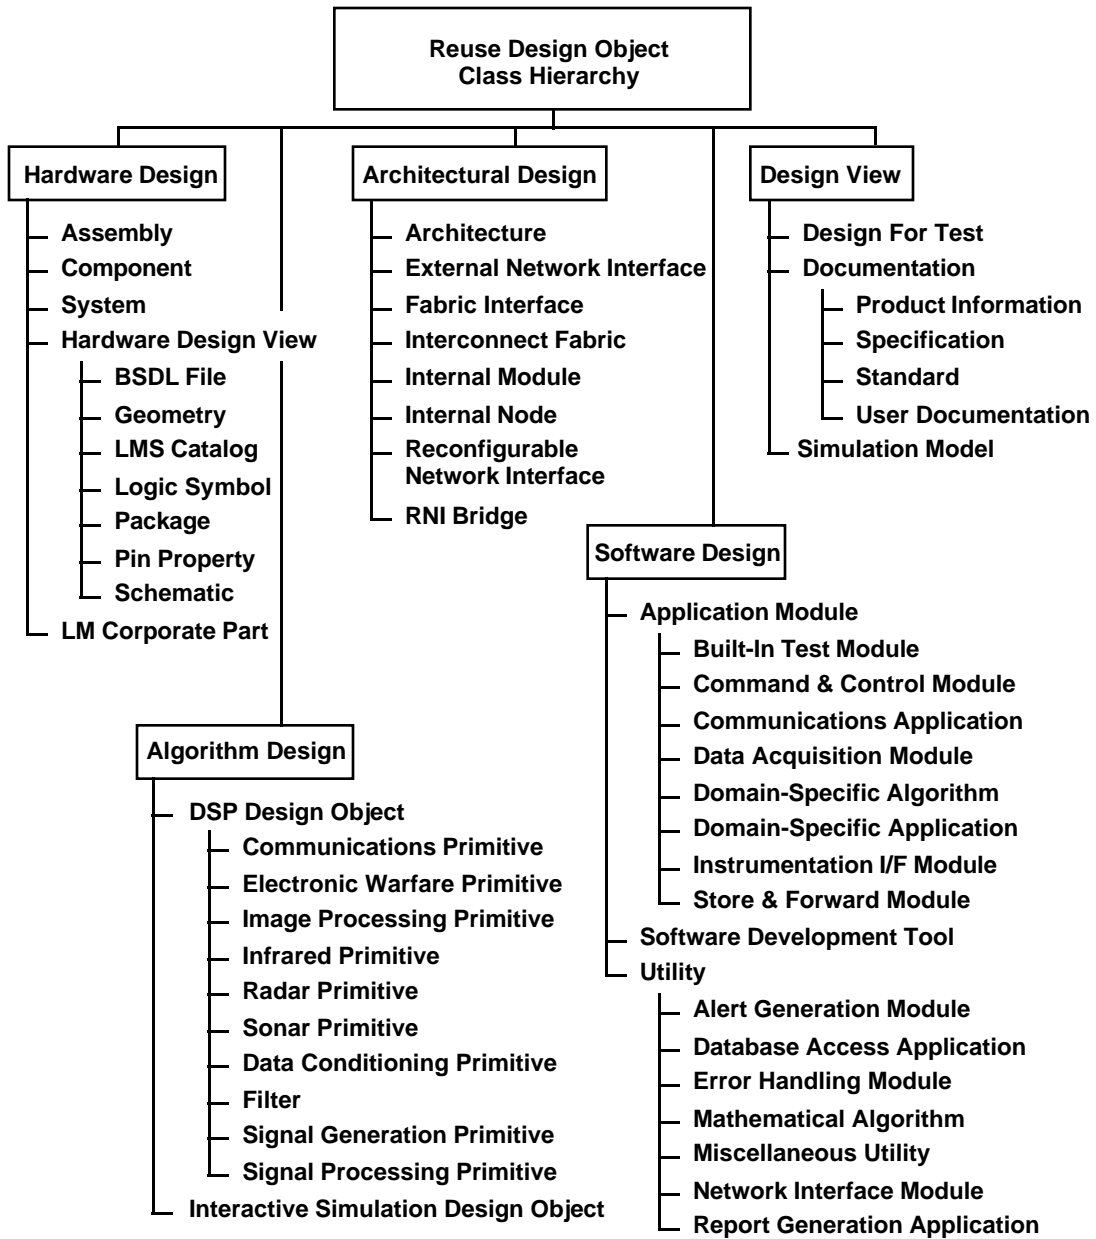 Reuse Design Object
Class Hierarchy
Hardware Design
Assembly
Component
System
Hardware Design View
BSDL File
Geometry
LMS Catalog
Logic Symbol
Package
Pin Property
Schematic
LM Corporate Part
Algorithm Design
DSP Design Object
Communications Primitive
Electronic Warfare Primitive
Image Processing Primitive
Infrared Primitive
Radar Primitive
Sonar Primitive
Data Conditioning Primitive
Filter
Signal Generation Primitive
Signal Processing Primitive
Interactive Simulation Design Object
Architectural Design
Architecture
External Network Interface
Fabric Interface
Interconnect Fabric
Internal Module
Internal Node
Reconfigurable
Network Interface
RNI Bridge
Software Design
Application Module
Built-In Test Module
Command & Control Module
Communications Application
Data Acquisition Module
Domain-Specific Algorithm
Domain-Specific Application
Instrumentation I/F Module
Store & Forward Module
Software Development Tool
Utility
Alert Generation Module
Database Access Application
Error Handling Module
Mathematical Algorithm
Miscellaneous Utility
Network Interface Module
Report Generation Application
Design View
Design For Test
Documentation
Product Information
Specification
Standard
User Documentation
Simulation Model